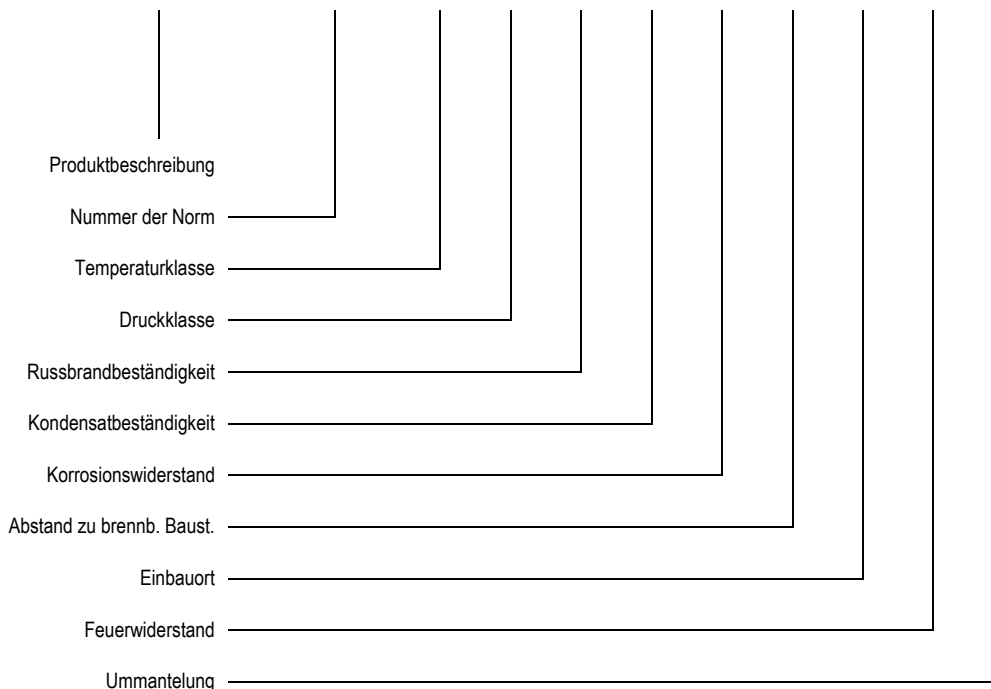 Produktbeschreibung
Nummer der Norm
Temperaturklasse
Druckklasse
Russbrandbeständigkeit
Kondensatbeständigkeit
Korrosionswiderstand
Abstand zu brennb. Baust.
Einbauort
Feuerwiderstand
Ummantelung